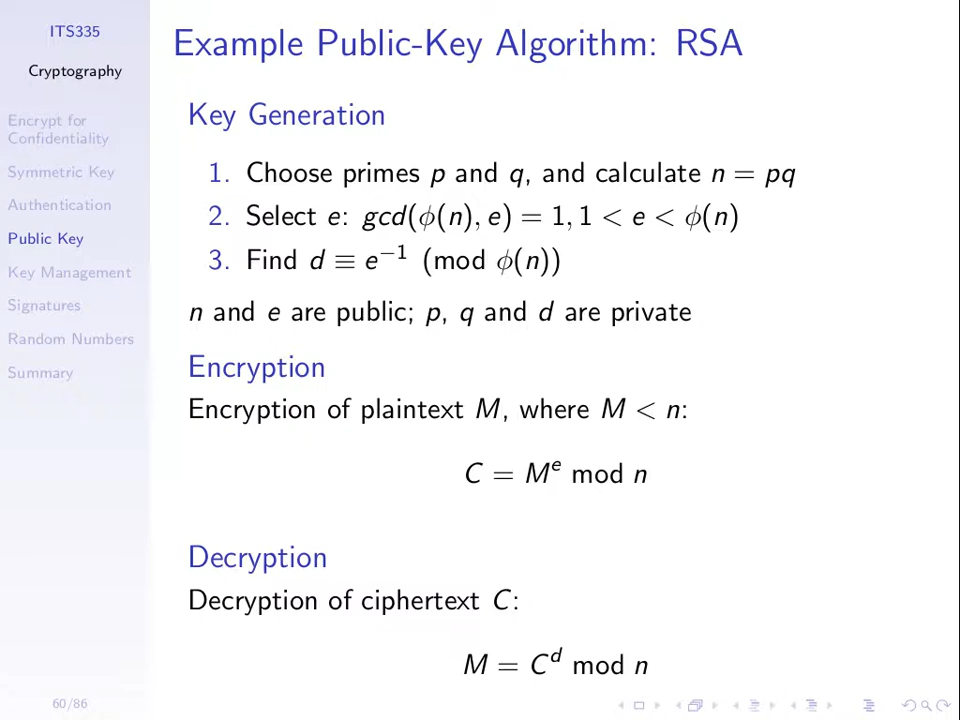 ITS335
Cryptography
Encrypt for
Confidentiality
Symmetric Key
Authentication
Public Key
Key Management
Signatures
Random Numbers
Summary
Example Public-Key Algorithm: RSA
Key Generation
1. Choose primes p and q, and calculate n = pq
2. Select e: gcd(ϕ(n), e) = 1, 1 < e < ϕ(n)
3. Find d ≡ e⁻¹ (mod ϕ(n))
n and e are public; p, q and d are private
Encryption
Encryption of plaintext M, where M < n:
C = Mᵉ mod n
Decryption
Decryption of ciphertext C:
M = Cᵈ mod n
60/86